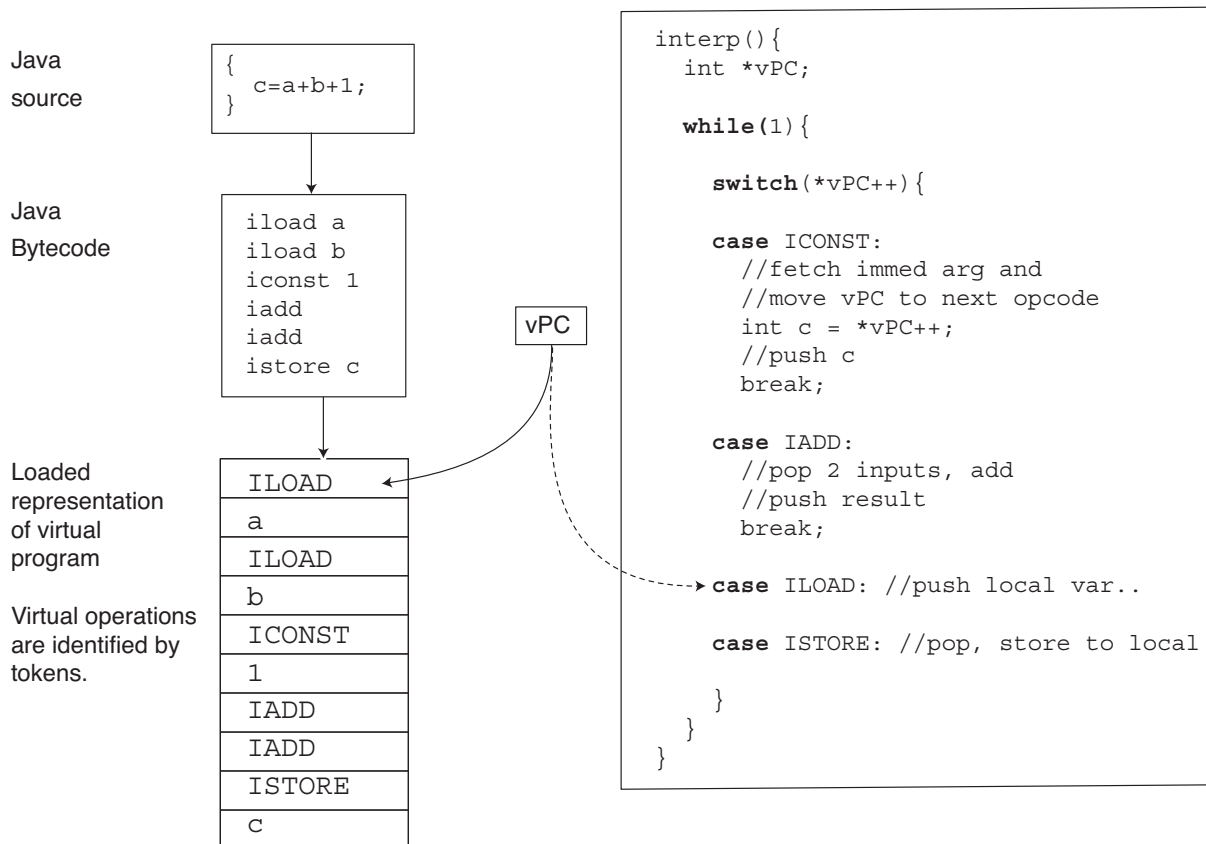 Java
source
{
c=a+b+1;
}
Java
Bytecode
iload a
iload b
iconst 1
iadd
iadd
istore c
vPC
Loaded
representation
of virtual
program
Virtual operations
are identified by
tokens.
ILOAD
a
ILOAD
b
ICONST
1
IADD
IADD
ISTORE
c
interp(){
int *vPC;
while(1){
switch(*vPC++){
case ICONST:
//fetch immed arg and
//move vPC to next opcode
int c = *vPC++;
//push c
break;
case IADD:
//pop 2 inputs, add
//push result
break;
case ILOAD: //push local var..
case ISTORE: //pop, store to local
}
}
}